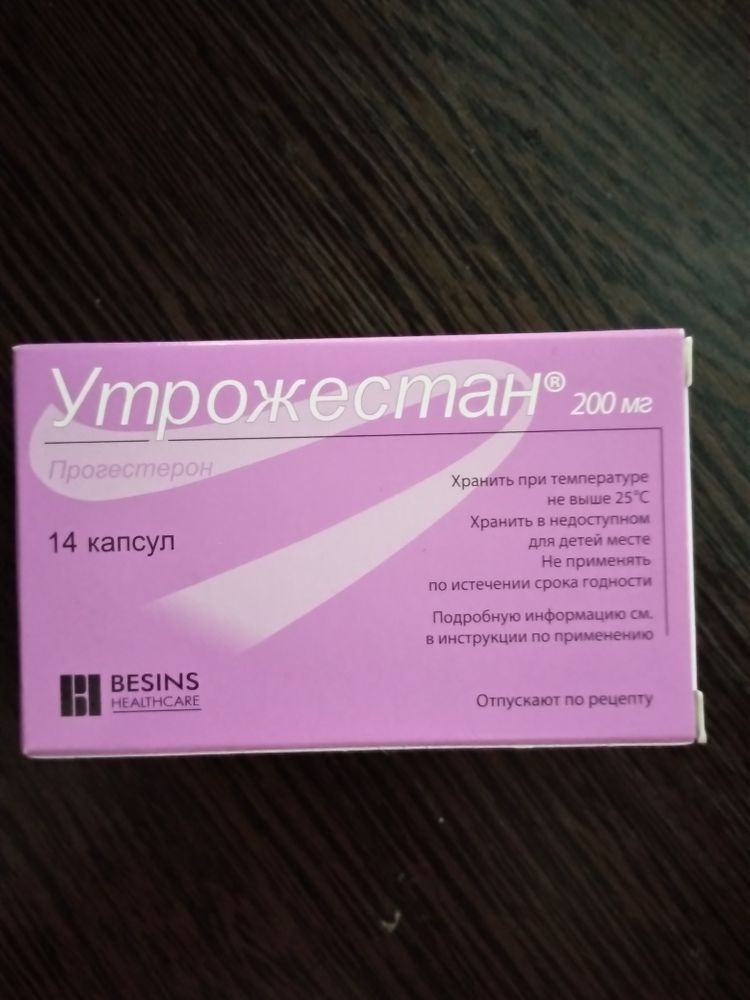 Утрожестан® 200 мг
Прогестерон
14 капсул
Хранить при температуре
не выше 25°C
Хранить в недоступном
для детей месте
Не применять
по истечении срока годности
Подробную информацию см.
в инструкции по применению
BESINS
HEALTHCARE
Отпускают по рецепту